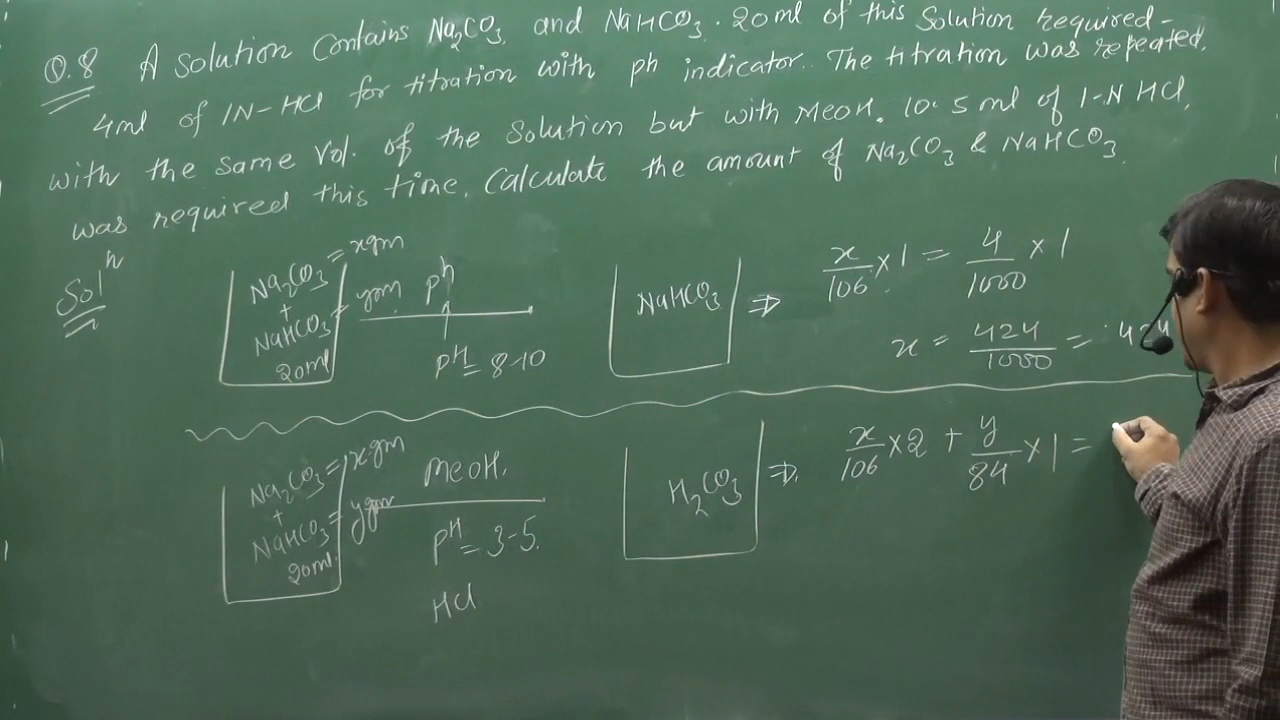 Q.8 A Solution Contains Na₂CO₃ and NaHCO₃. 20ml of this Solution required-
4ml of 1N-HCl for titration with ph indicator. The titration was repeated.
with the same Vol. of the Solution but with MeOH. 10.5 ml of 1-N HCl,
was required this time. Calculate the amount of Na₂CO₃ & NaHCO₃.
Solⁿ
Na₂CO₃ = xgm
+
NaHCO₃ = ygm
20ml
ph
pH = 8-10
NaHCO₃ ⇒
x/106 × 1 = 4/1000 × 1
x = 424/1000 = .424
Na₂CO₃ = xgm
+
NaHCO₃ = ygm
20ml.
MeOH.
pH = 3-5.
HCl
H₂CO₃ ⇒
x/106 × 2 + y/84 × 1 =